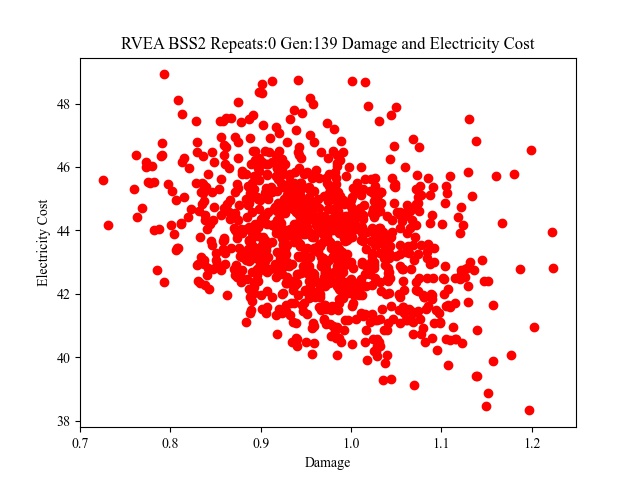 RVEA BSS2 Repeats:0 Gen:139 Damage and Electricity Cost
48
46
44
42
40
38
Electricity Cost
0.7 0.8 0.9 1.0 1.1 1.2
Damage